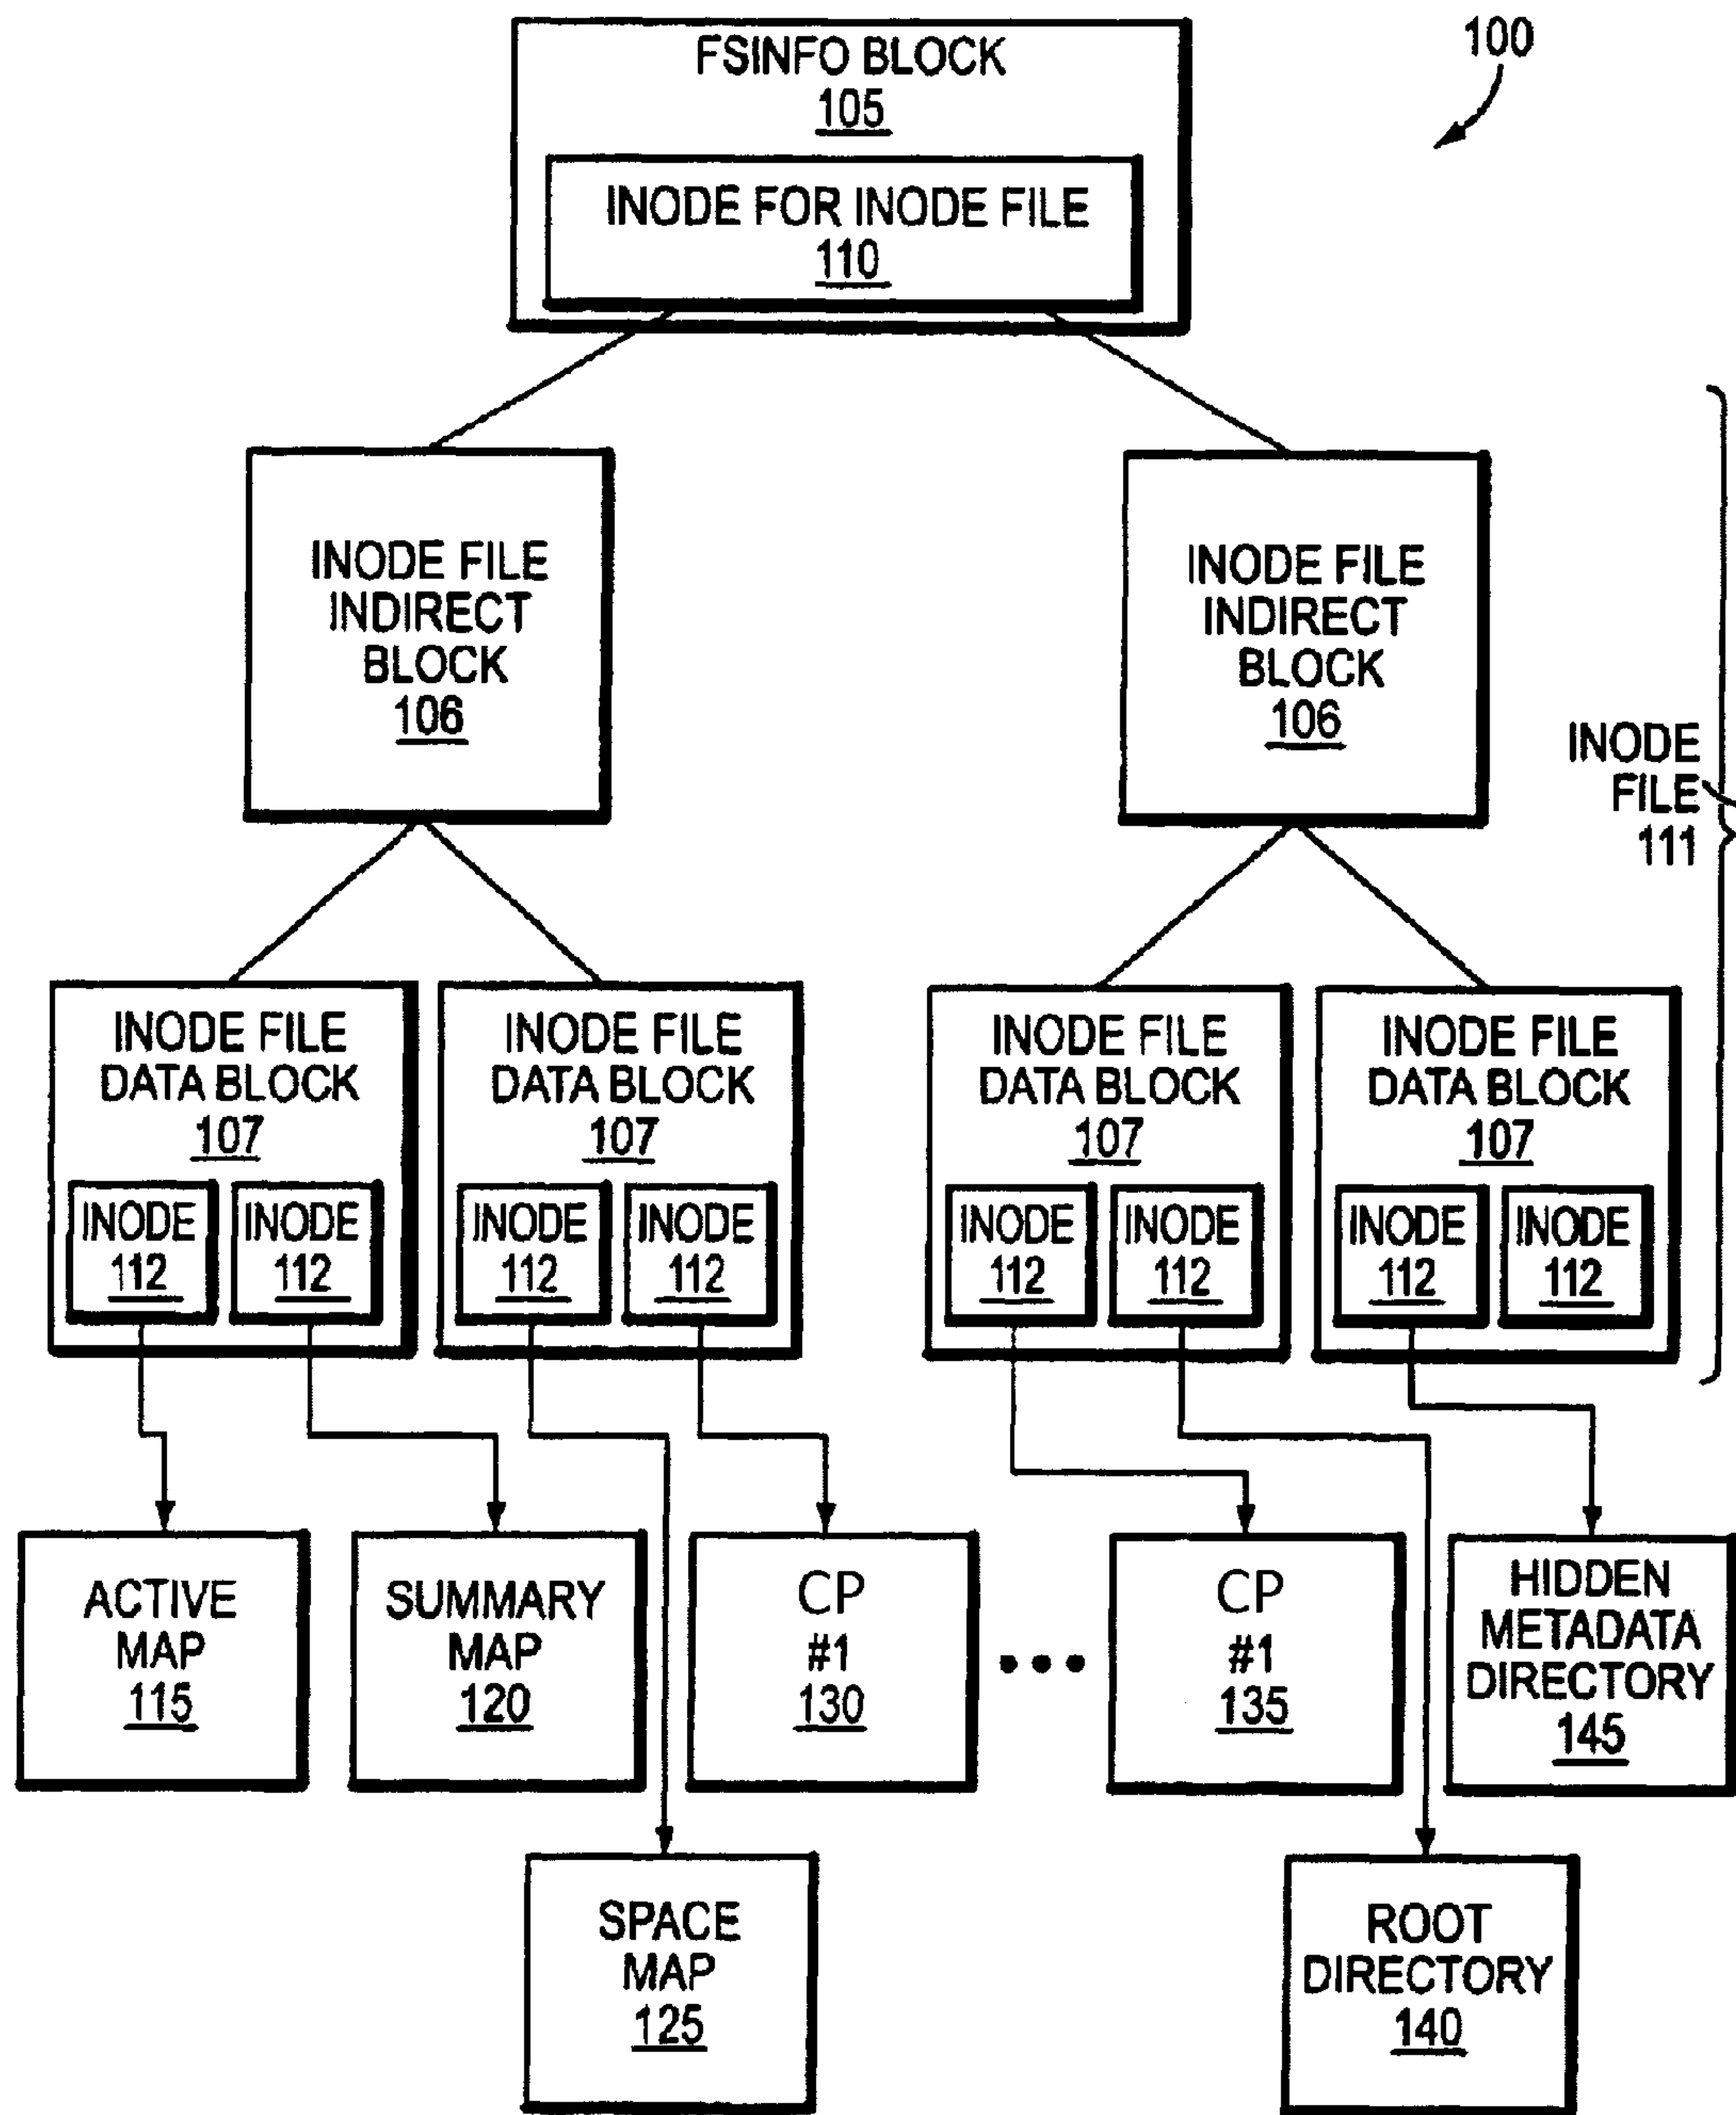 100
FSINFO BLOCK
105
INODE FOR INODE FILE
110
INODE FILE
INDIRECT
BLOCK
106
INODE FILE
INDIRECT
BLOCK
106
INODE
FILE
111
INODE FILE
DATA BLOCK
107
INODE
112
INODE
112
INODE FILE
DATA BLOCK
107
INODE
112
INODE
112
INODE FILE
DATA BLOCK
107
INODE
112
INODE
112
INODE FILE
DATA BLOCK
107
INODE
112
INODE
112
ACTIVE
MAP
115
SUMMARY
MAP
120
CP
#1
130
•••
CP
#1
135
HIDDEN
METADATA
DIRECTORY
145
SPACE
MAP
125
ROOT
DIRECTORY
140